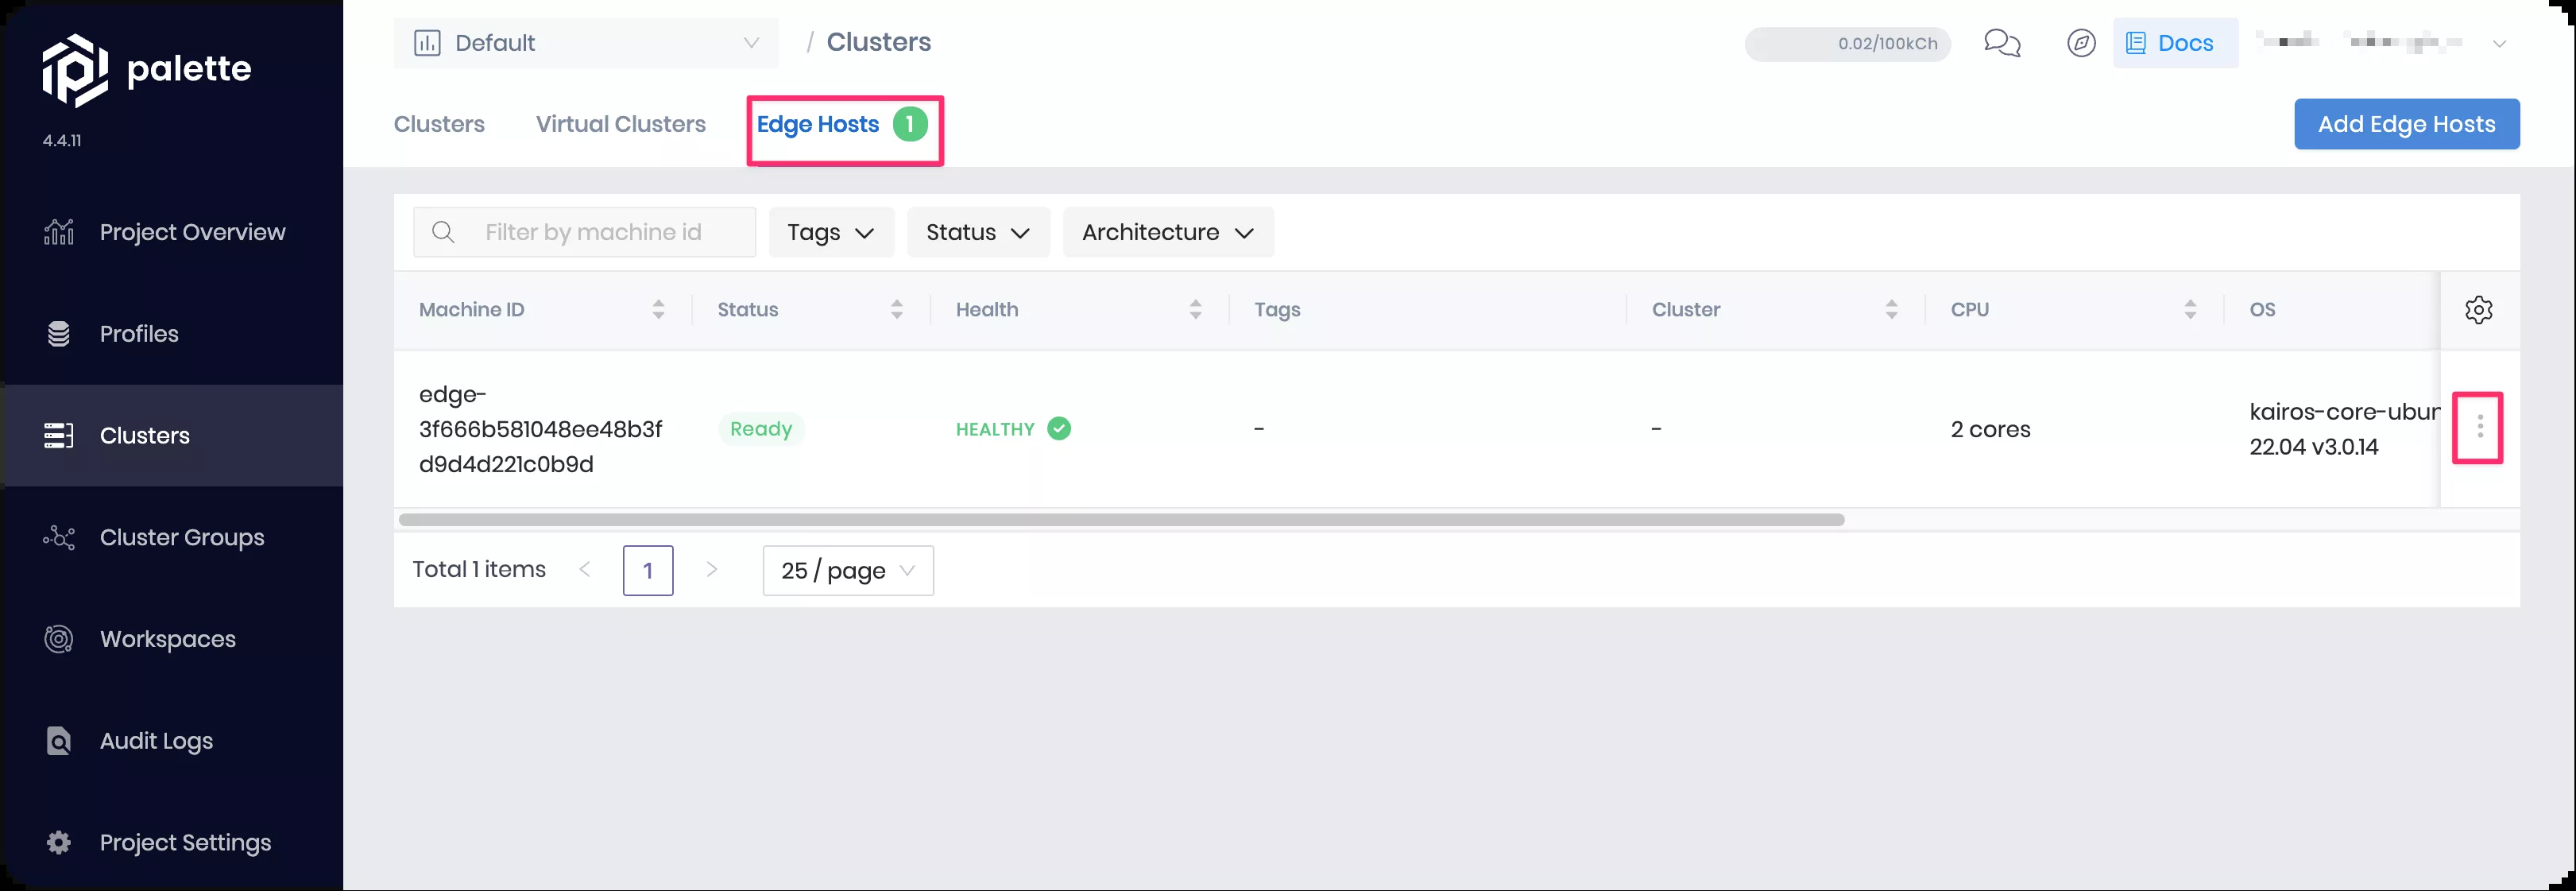 palette
4.4.11
Project Overview
Profiles
Clusters
Cluster Groups
Workspaces
Audit Logs
Project Settings
Default / Clusters
0.02/100kCh
Docs
Clusters Virtual Clusters Edge Hosts 1
Add Edge Hosts
Filter by machine id Tags Status Architecture
Machine ID Status Health Tags Cluster CPU OS
edge-
3f666b581048ee48b3f
d9d4d221c0b9d
Ready
HEALTHY
-
-
2 cores
kairos-core-ubun
22.04 v3.0.14
Total 1 items < 1 > 25 / page